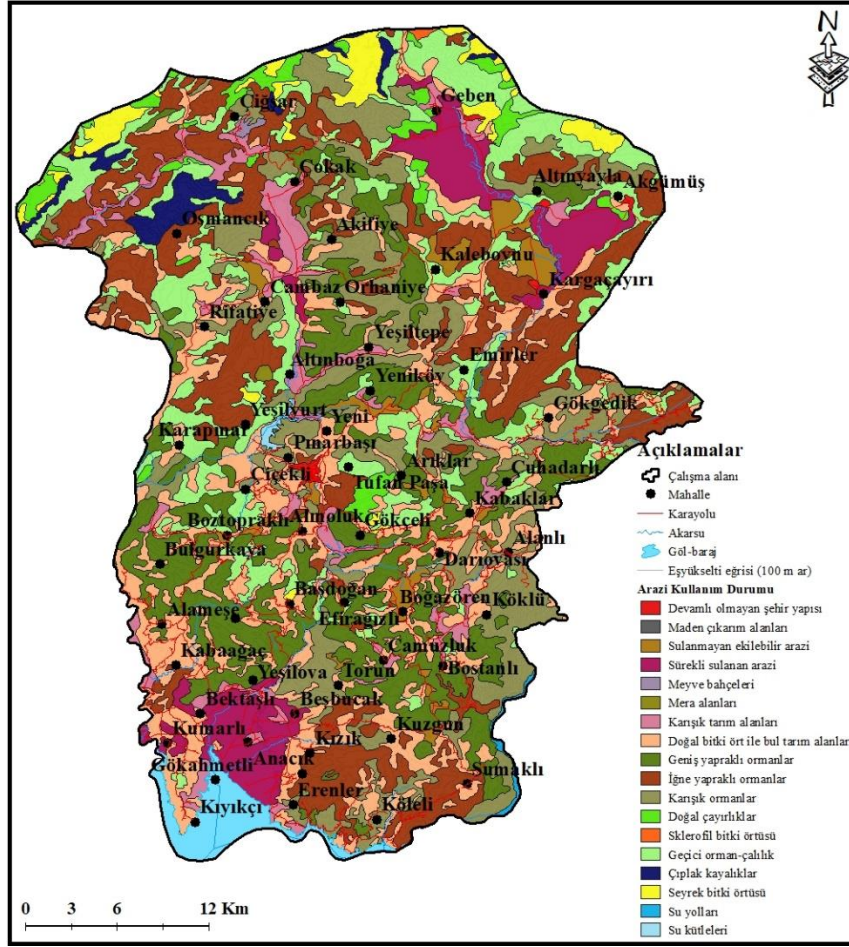 N
Geben
Çiğşar
Çokak
Altınyayla
Akgümüş
Osmancık
Akifiye
Kaleboynu
Kargaçayırı
Cambaz
Orhaniye
Rifatiye
Yeşiltepe
Altınboğa
Emirler
Yeniköy
Gökgedik
Yeşilyurt
Yeni
Karapınar
Pınarbaşı
Arıklar
Çuhadarlı
Çiçekli
Tufan Paşa
Kabaklar
Boztopraklı
Almoluk
Gökçeli
Alanlı
Bulgurkaya
Darıovası
Başdoğan
Boğazören
Köklü
Alameşe
Efirağızlı
Camuzluk
Kabaağaç
Bostanlı
Yeşilova
Torun
Bektaşlı
Beşbucak
Kuzgun
Kumarlı
Anacık
Kızık
Gökahmetli
Sumaklı
Erenler
Kıyıkçı
Köleli
Açıklamalar
Çalışma alanı
Mahalle
Karayolu
Akarsu
Göl-baraj
Eşyükselti eğrisi (100 m ar)
Arazi Kullanım Durumu
Devamlı olmayan şehir yapısı
Maden çıkarım alanları
Sulanmayan ekilebilir arazi
Sürekli sulanan arazi
Meyve bahçeleri
Mera alanları
Karışık tarım alanları
Doğal bitki ört ile bul tarım alanları
Geniş yapraklı ormanlar
İğne yapraklı ormanlar
Karışık ormanlar
Doğal çayırlıklar
Sklerofil bitki örtüsü
Geçici orman-çalılık
Çıplak kayalıklar
Seyrek bitki örtüsü
Su yolları
Su kütleleri
0 3 6 12 Km